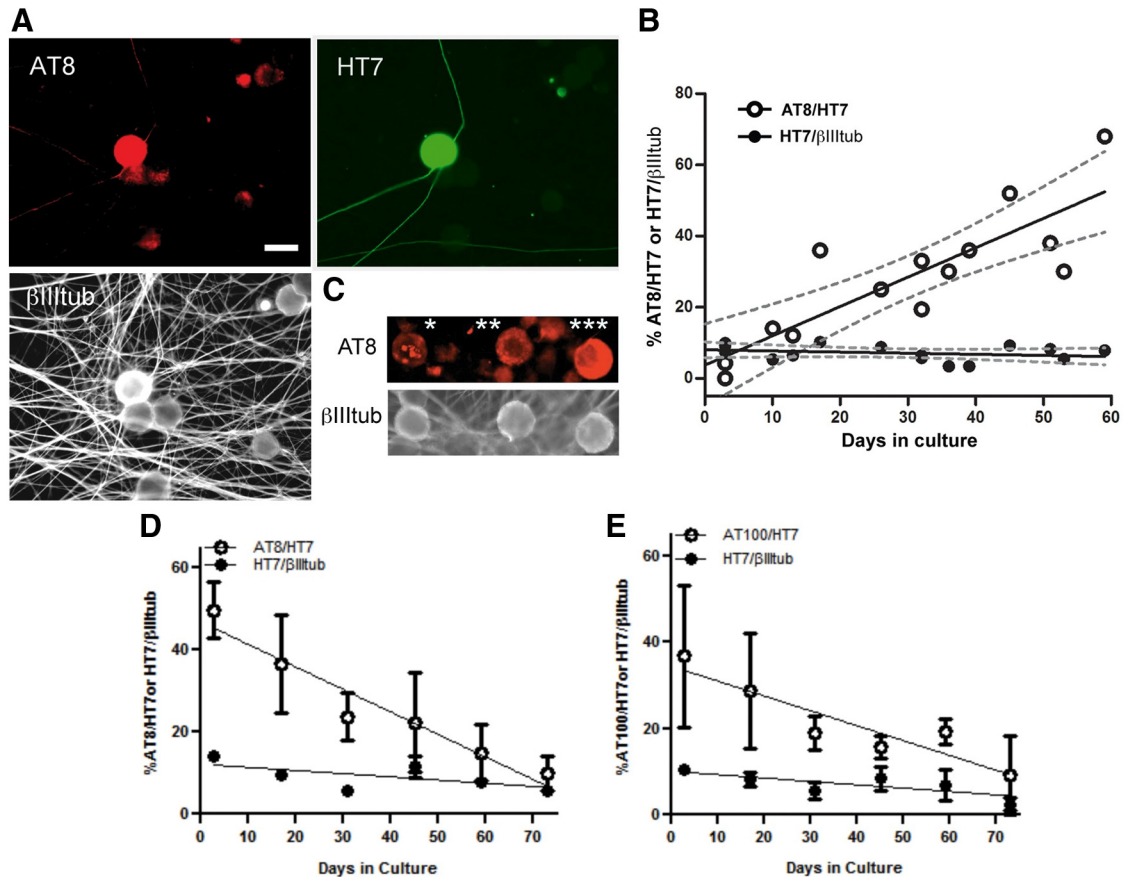 A
AT8
HT7
βIIItub
C
* ** ***
AT8
βIIItub
B
% AT8/HT7 or HT7/βIIItub
80
60
40
20
0
AT8/HT7
HT7/βIIItub
0 10 20 30 40 50 60
Days in culture
D
%AT8/HT7or HT7/βIIItub
60
40
20
0
AT8/HT7
HT7/βIIItub
0 10 20 30 40 50 60 70
Days in Culture
E
%AT100/HT7or HT7/βIIItub
60
40
20
0
AT100/HT7
HT7/βIIItub
0 10 20 30 40 50 60 70
Days in Culture